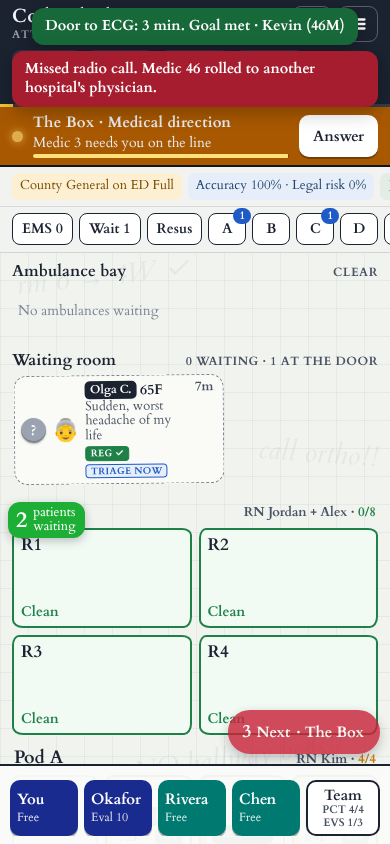 Door to ECG: 3 min. Goal met · Kevin (46M)
Missed radio call. Medic 46 rolled to another
hospital's physician.
The Box · Medical direction
Medic 3 needs you on the line
Answer
County General on ED Full
Accuracy 100% · Legal risk 0%
EMS 0
Wait 1
Resus
A
1
B
C
1
D
Ambulance bay
CLEAR
No ambulances waiting
Waiting room
0 WAITING · 1 AT THE DOOR
?
Olga C. 65F
7m
Sudden, worst
headache of my
life
REG ✓
TRIAGE NOW
call ortho!!
2 patients
waiting
RN Jordan + Alex · 0/8
R1
Clean
R2
Clean
R3
Clean
R4
Clean
3 Next · The Box
Pod A
RN Kim · 4/4
You
Free
Okafor
Eval 10
Rivera
Free
Chen
Free
Team
PCT 4/4
EVS 1/3